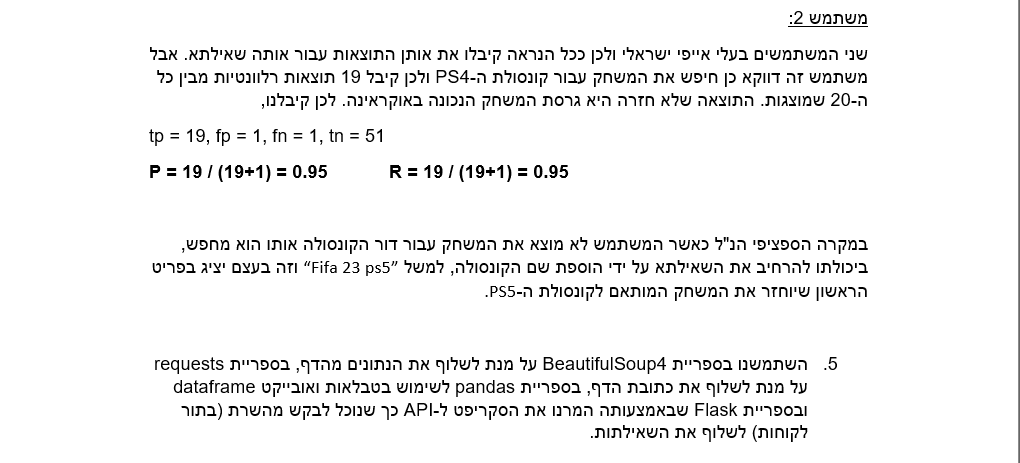 משתמש 2:
שני המשתמשים בעלי אייפי ישראלי ולכן ככל הנראה קיבלו את אותן התוצאות עבור אותה שאילתא. אבל
משתמש זה דווקא כן חיפש את המשחק עבור קונסולת ה-PS4 ולכן קיבל 19 תוצאות רלוונטיות מבין כל
ה-20 שמוצגות. התוצאה שלא חזרה היא גרסת המשחק הנכונה באוקראינה. לכן קיבלנו,
tp = 19, fp = 1, fn = 1, tn = 51
P = 19 / (19+1) = 0.95 R = 19 / (19+1) = 0.95
במקרה הספציפי הנ"ל כאשר המשתמש לא מוצא את המשחק עבור דור הקונסולה אותו הוא מחפש,
ביכולתו להרחיב את השאילתא על ידי הוספת שם הקונסולה, למשל "Fifa 23 ps5" וזה בעצם יציג בפריט
הראשון שיוחזר את המשחק המותאם לקונסולת ה-PS5.
5. השתמשנו בספריית BeautifulSoup4 על מנת לשלוף את הנתונים מהדף, בספריית requests
על מנת לשלוף את כתובת הדף, בספריית pandas לשימוש בטבלאות ואובייקט dataframe
ובספריית Flask שבאמצעותה המרנו את הסקריפט ל-API כך שנוכל לבקש מהשרת (בתור
לקוחות) לשלוף את השאילתות.